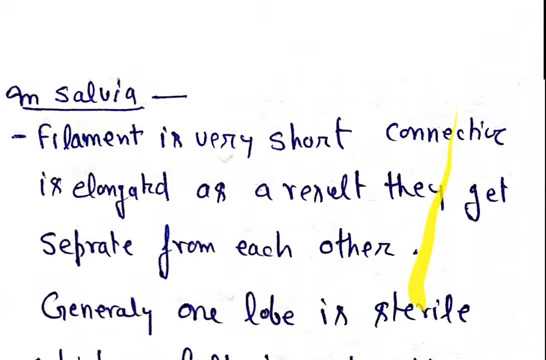 In Salvia —
- Filament is very short connective
is elongatd as a result they get
seprate from each other.
Generaly one lobe is sterile